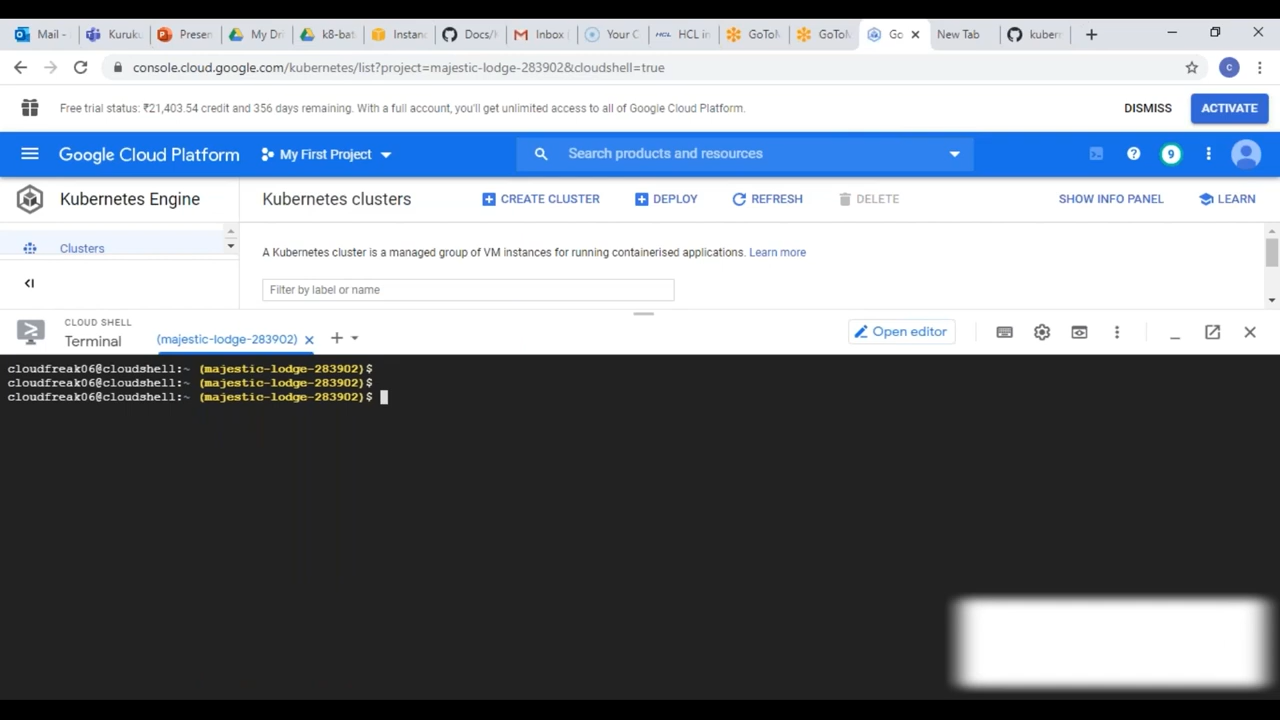 Mail -
Kuruku
Presen
My Dri
k8-bat
Instanc
Docs/H
Inbox (
Your C
HCL in
GoToM
GoToM
Go
New Tab
kubern
console.cloud.google.com/kubernetes/list?project=majestic-lodge-283902&cloudshell=true
C
Free trial status: ₹21,403.54 credit and 356 days remaining. With a full account, you'll get unlimited access to all of Google Cloud Platform.
DISMISS
ACTIVATE
Google Cloud Platform
My First Project
Search products and resources
9
Kubernetes Engine
Kubernetes clusters
CREATE CLUSTER
DEPLOY
REFRESH
DELETE
SHOW INFO PANEL
LEARN
Clusters
A Kubernetes cluster is a managed group of VM instances for running containerised applications. Learn more
Filter by label or name
CLOUD SHELL
Terminal
(majestic-lodge-283902)
Open editor
cloudfreak06@cloudshell:~ (majestic-lodge-283902)$
cloudfreak06@cloudshell:~ (majestic-lodge-283902)$
cloudfreak06@cloudshell:~ (majestic-lodge-283902)$